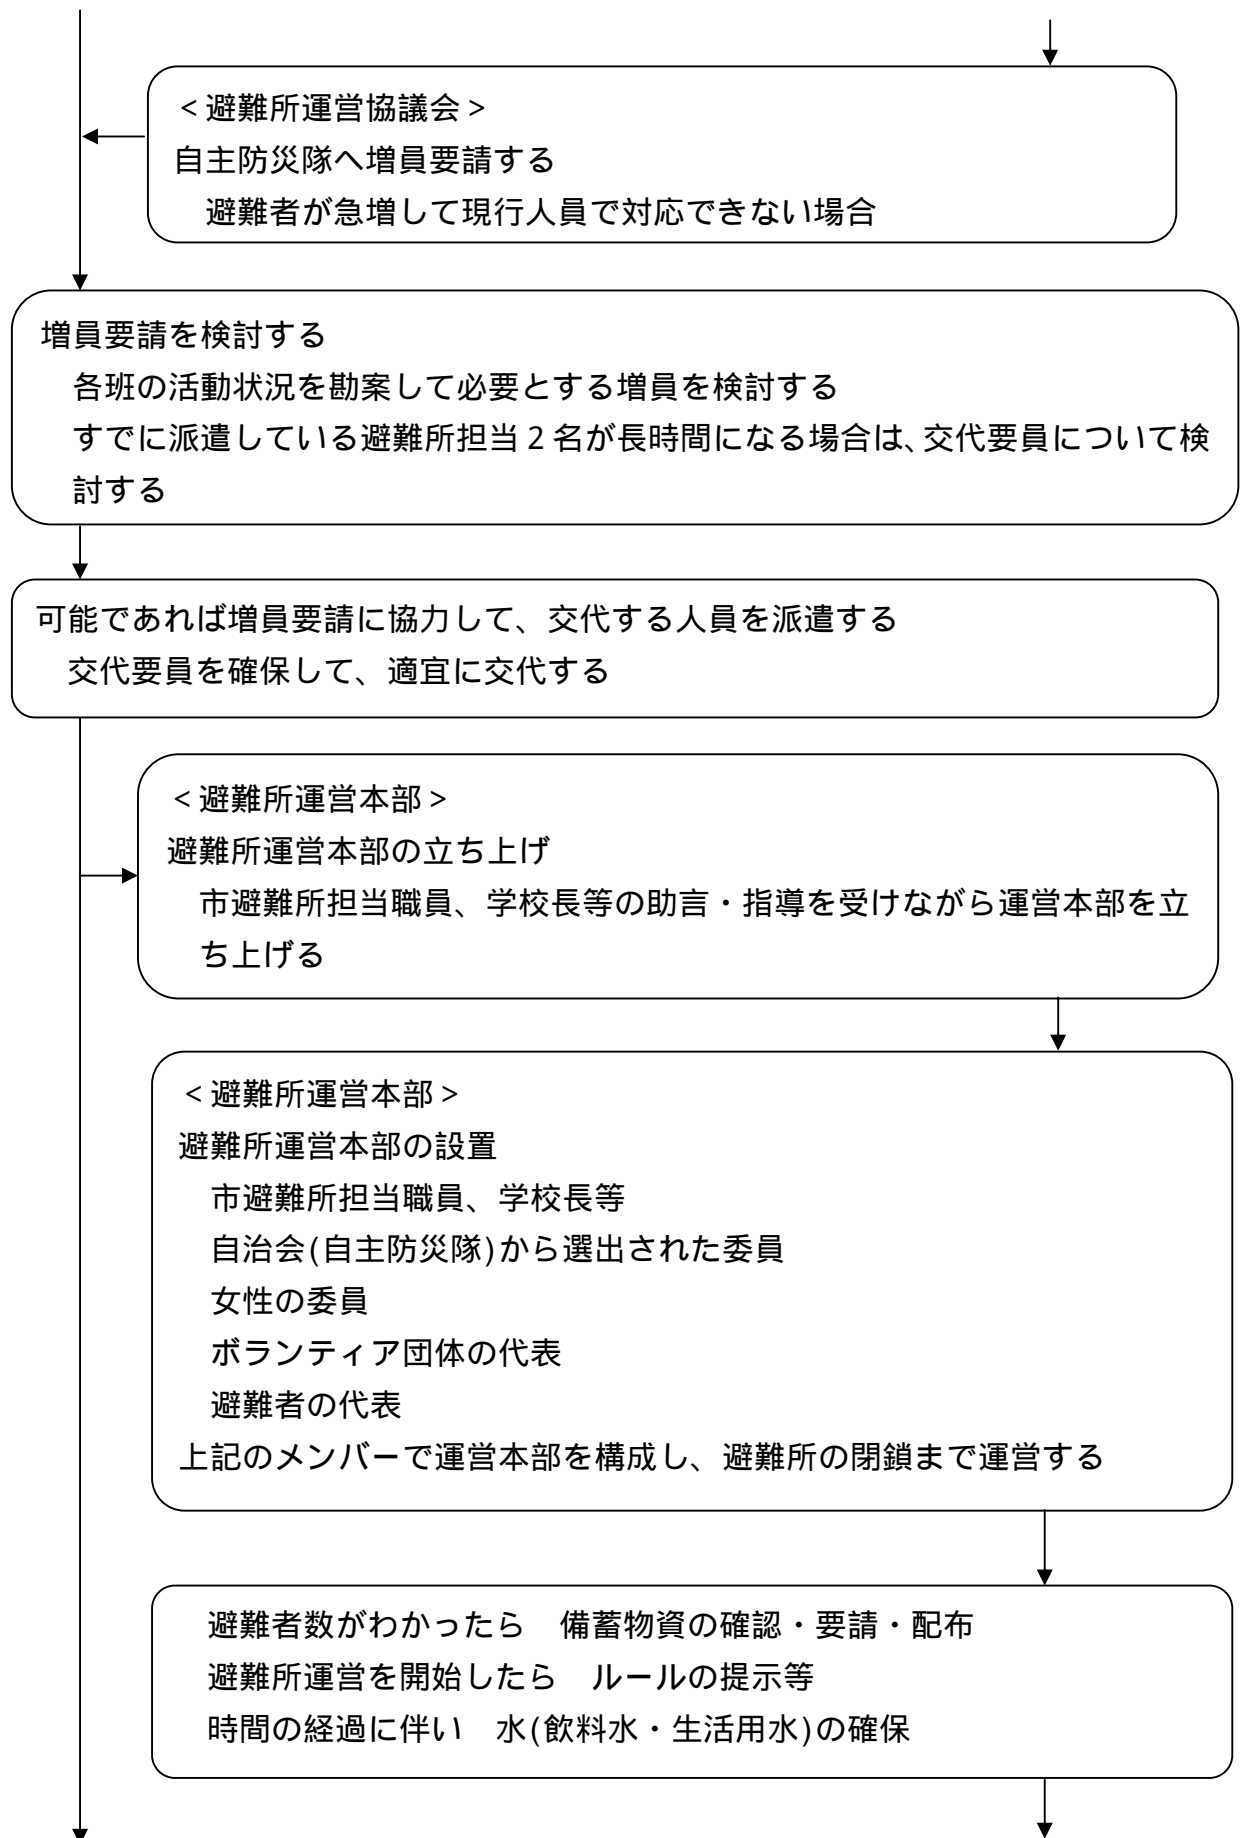 <避難所運営協議会>
自主防災隊へ増員要請する
避難者が急増して現行人員で対応できない場合
増員要請を検討する
各班の活動状況を勘案して必要とする増員を検討する
すでに派遣している避難所担当2名が長時間になる場合は、交代要員について検
討する
可能であれば増員要請に協力して、交代する人員を派遣する
交代要員を確保して、適宜に交代する
<避難所運営本部>
避難所運営本部の立ち上げ
市避難所担当職員、学校長等の助言・指導を受けながら運営本部を立
ち上げる
<避難所運営本部>
避難所運営本部の設置
市避難所担当職員、学校長等
自治会(自主防災隊)から選出された委員
女性の委員
ボランティア団体の代表
避難者の代表
上記のメンバーで運営本部を構成し、避難所の閉鎖まで運営する
避難者数がわかったら　備蓄物資の確認・要請・配布
避難所運営を開始したら　ルールの提示等
時間の経過に伴い　水(飲料水・生活用水)の確保